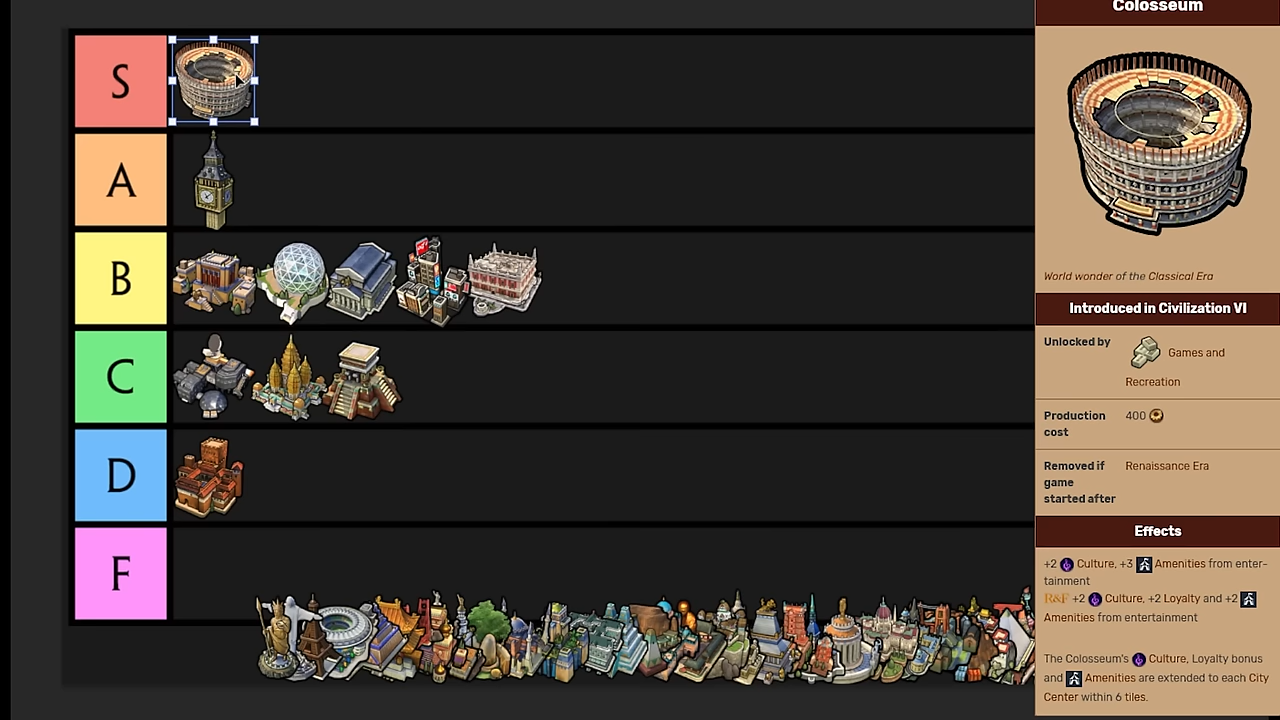 S
A
B
C
D
F
Colosseum
World wonder of the Classical Era
Introduced in Civilization VI
Unlocked by
Games and
Recreation
Production
cost
400
Removed if
game
started after
Renaissance Era
Effects
+2 Culture, +3 Amenities from enter-
tainment
R&F +2 Culture, +2 Loyalty and +2
Amenities from entertainment
The Colosseum's Culture, Loyalty bonus
and Amenities are extended to each City
Center within 6 tiles.